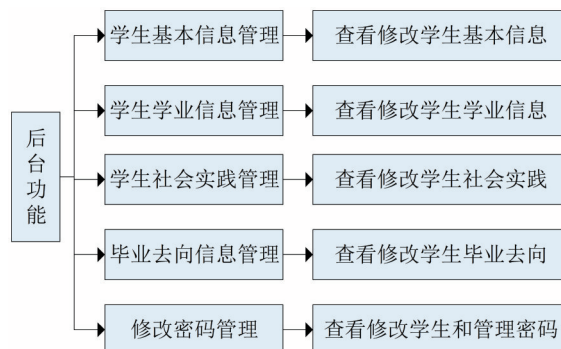 学生基本信息管理
查看修改学生基本信息
学生学业信息管理
查看修改学生学业信息
后台功能
学生社会实践管理
查看修改学生社会实践
毕业去向信息管理
查看修改学生毕业去向
修改密码管理
查看修改学生和管理密码